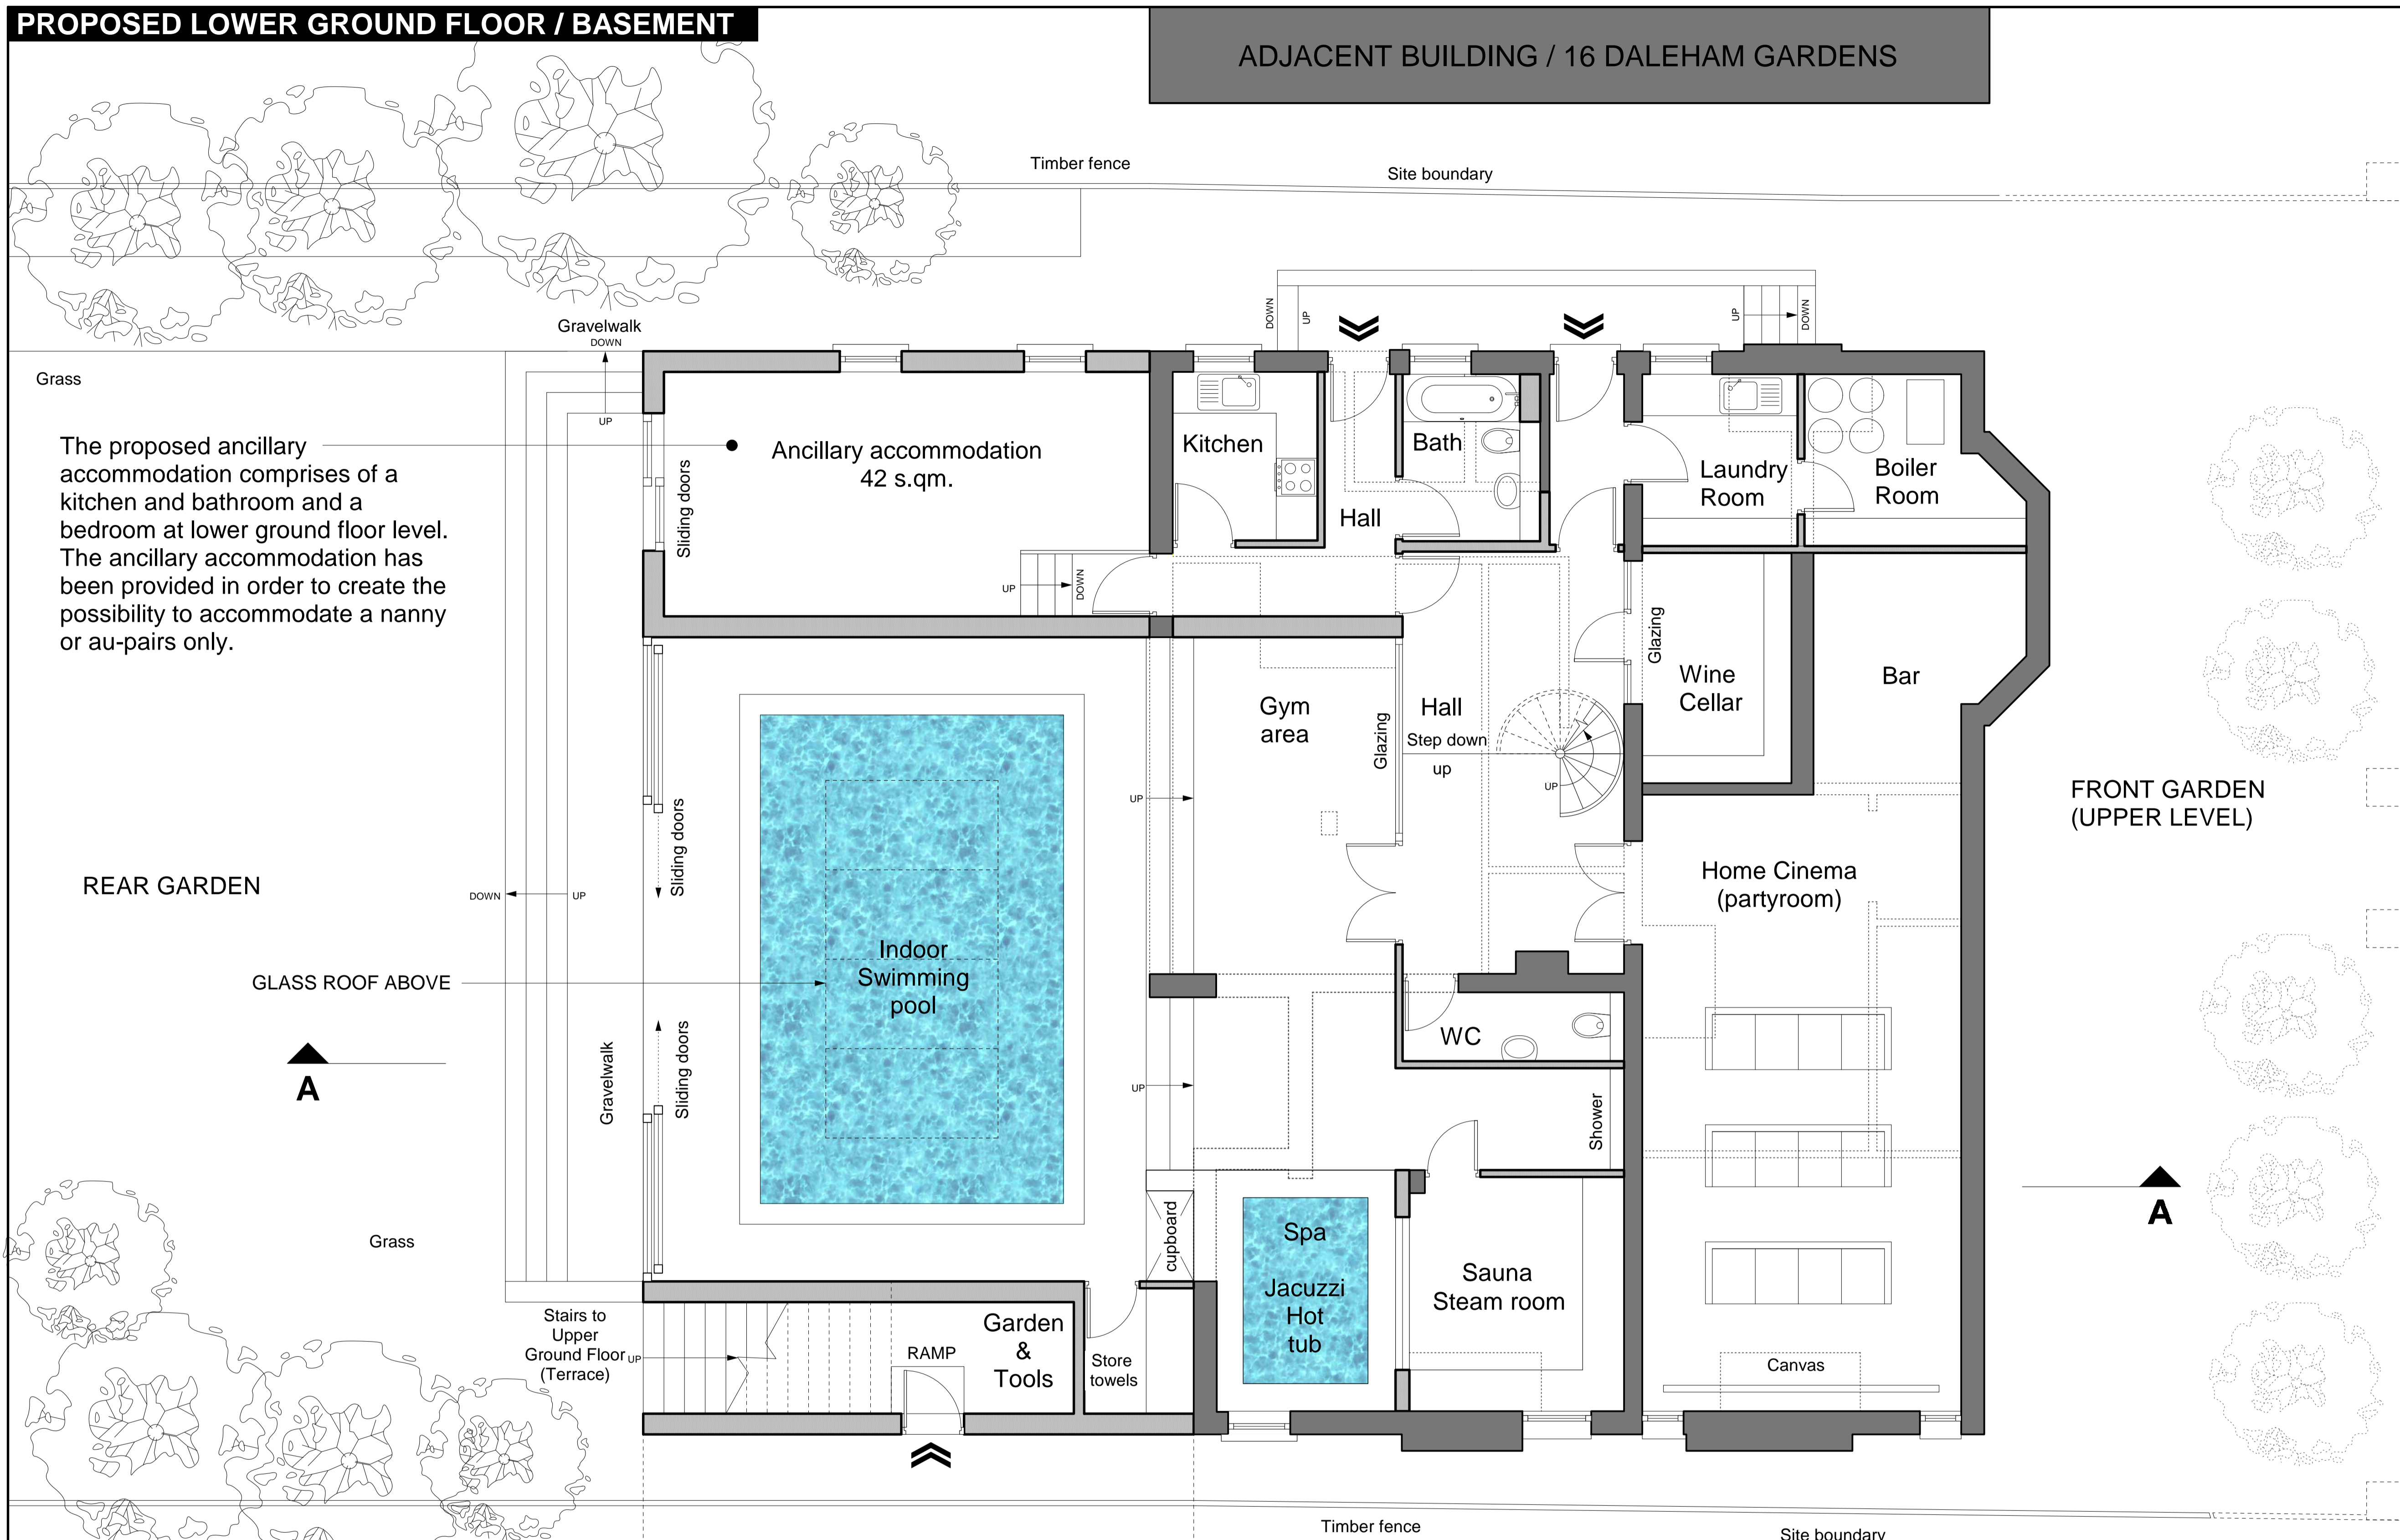 PROPOSED LOWER GROUND FLOOR / BASEMENT
ADJACENT BUILDING / 16 DALEHAM GARDENS
Timber fence
Site boundary
Gravelwalk
DOWN
UP
DOWN
UP
UP
DOWN
Grass
The proposed ancillary
accommodation comprises of a
kitchen and bathroom and a
bedroom at lower ground floor level.
The ancillary accommodation has
been provided in order to create the
possibility to accommodate a nanny
or au-pairs only.
Sliding doors
Ancillary accommodation
42 s.qm.
UP
DOWN
Kitchen
Hall
Bath
Laundry
Room
Boiler
Room
Glazing
Wine
Cellar
Bar
Gym
area
Glazing
Hall
Step down
up
UP
UP
FRONT GARDEN
(UPPER LEVEL)
REAR GARDEN
DOWN
UP
Sliding doors
Home Cinema
(partyroom)
GLASS ROOF ABOVE
Indoor
Swimming
pool
A
Gravelwalk
Sliding doors
UP
WC
Shower
A
Grass
cupboard
Spa
Jacuzzi
Hot
tub
Sauna
Steam room
Stairs to
Upper
Ground Floor
(Terrace)
UP
RAMP
Garden
&
Tools
Store
towels
Canvas
Timber fence
Site boundary